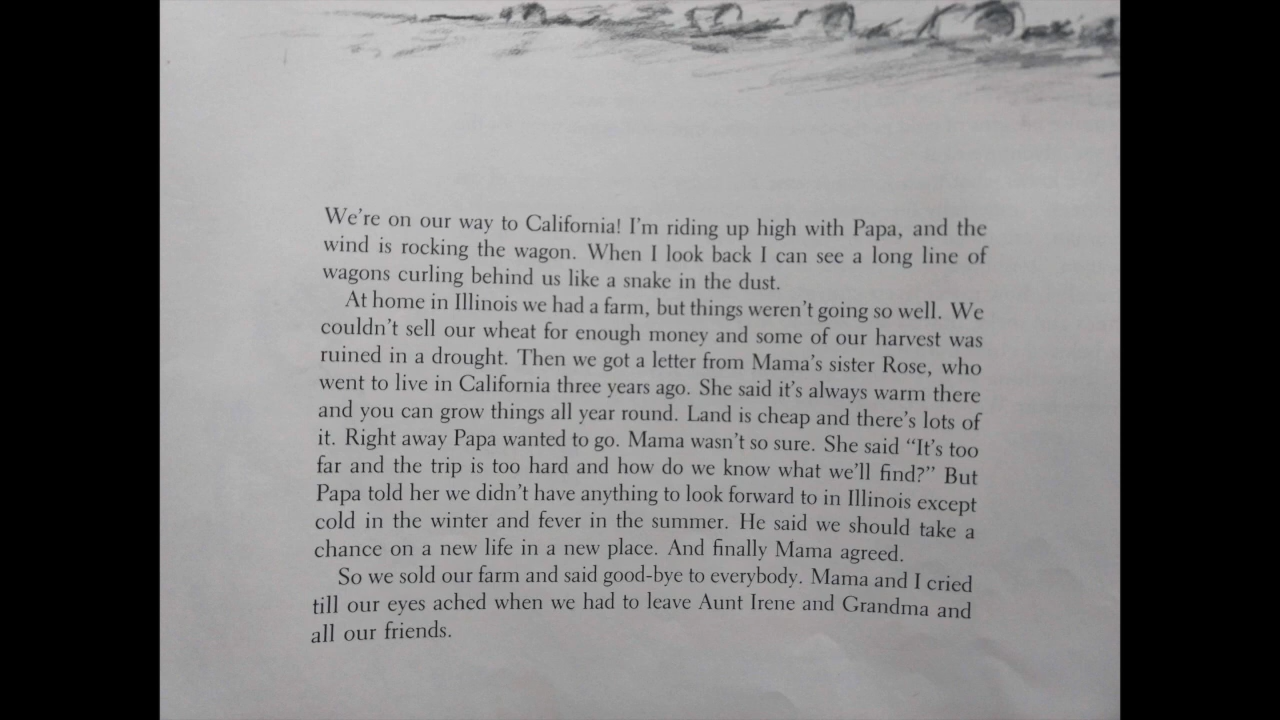 We're on our way to California! I'm riding up high with Papa, and the
wind is rocking the wagon. When I look back I can see a long line of
wagons curling behind us like a snake in the dust.
At home in Illinois we had a farm, but things weren't going so well. We
couldn't sell our wheat for enough money and some of our harvest was
ruined in a drought. Then we got a letter from Mama's sister Rose, who
went to live in California three years ago. She said it's always warm there
and you can grow things all year round. Land is cheap and there's lots of
it. Right away Papa wanted to go. Mama wasn't so sure. She said “It's too
far and the trip is too hard and how do we know what we'll find?” But
Papa told her we didn't have anything to look forward to in Illinois except
cold in the winter and fever in the summer. He said we should take a
chance on a new life in a new place. And finally Mama agreed.
So we sold our farm and said good-bye to everybody. Mama and I cried
till our eyes ached when we had to leave Aunt Irene and Grandma and
all our friends.